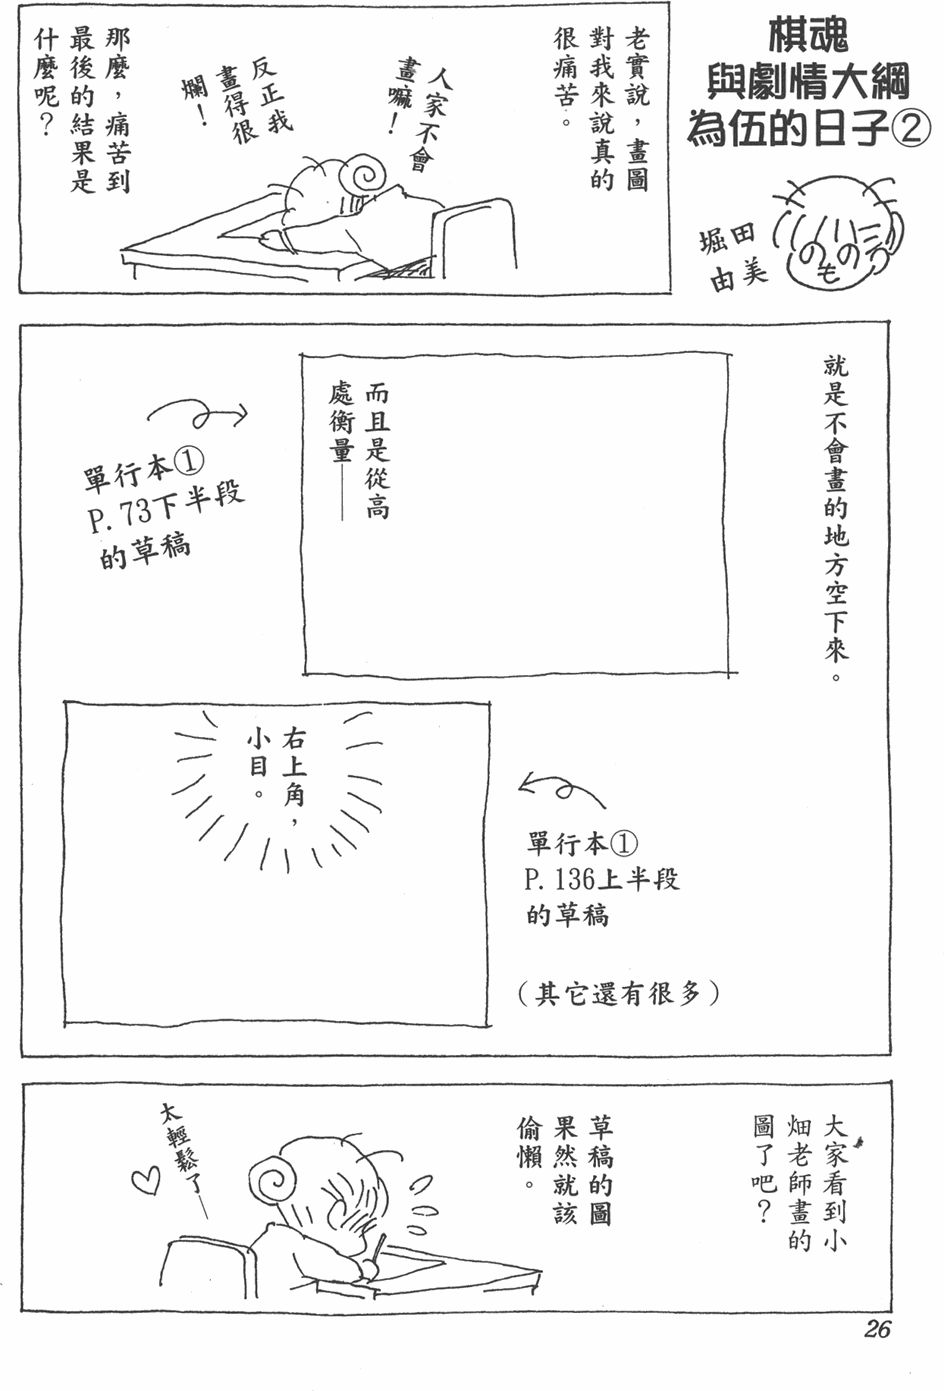 棋魂
與劇情大綱
為伍的日子②
堀田
由美
老實說，畫圖
對我來說真的
很痛苦。
人家不會
畫嘛！
反正我
畫得很
爛！
那麼，痛苦到
最後的結果是
什麼呢？
就是不會畫的地方空下來。
而且是從高
處衡量——
單行本①
P.73下半段
的草稿
右上角，
小目。
單行本①
P.136上半段
的草稿
（其它還有很多）
大家看到小
畑老師畫的
圖了吧？
草稿的圖
果然就該
偷懶。
太輕鬆了—
26